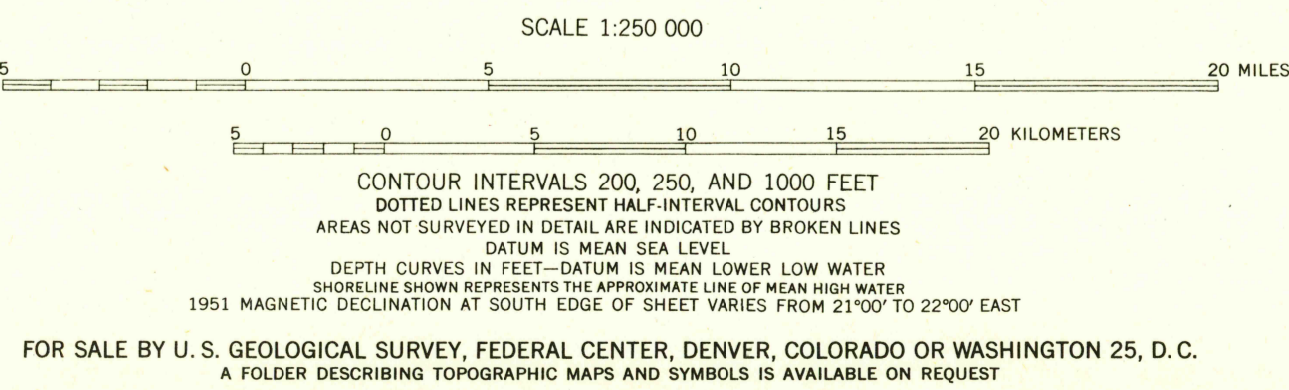 SCALE 1:250 000
5 0 5 10 15 20 MILES
5 0 5 10 15 20 KILOMETERS
CONTOUR INTERVALS 200, 250, AND 1000 FEET
DOTTED LINES REPRESENT HALF-INTERVAL CONTOURS
AREAS NOT SURVEYED IN DETAIL ARE INDICATED BY BROKEN LINES
DATUM IS MEAN SEA LEVEL
DEPTH CURVES IN FEET—DATUM IS MEAN LOWER LOW WATER
SHORELINE SHOWN REPRESENTS THE APPROXIMATE LINE OF MEAN HIGH WATER
1951 MAGNETIC DECLINATION AT SOUTH EDGE OF SHEET VARIES FROM 21°00' TO 22°00' EAST
FOR SALE BY U. S. GEOLOGICAL SURVEY, FEDERAL CENTER, DENVER, COLORADO OR WASHINGTON 25, D. C.
A FOLDER DESCRIBING TOPOGRAPHIC MAPS AND SYMBOLS IS AVAILABLE ON REQUEST